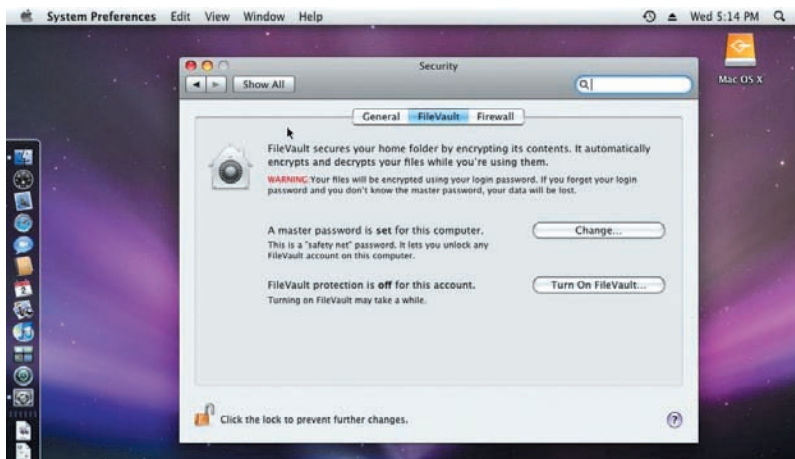 System Preferences Edit View Window Help Wed 5:14 PM
Mac OS X
Security
Show All
General FileVault Firewall
FileVault secures your home folder by encrypting its contents. It automatically
encrypts and decrypts your files while you're using them.
WARNING: Your files will be encrypted using your login password. If you forget your login
password and you don't know the master password, your data will be lost.
A master password is set for this computer.
Change...
This is a "safety net" password. It lets you unlock any
FileVault account on this computer.
FileVault protection is off for this account.
Turn On FileVault...
Turning on FileVault may take a while.
Click the lock to prevent further changes.
?
2